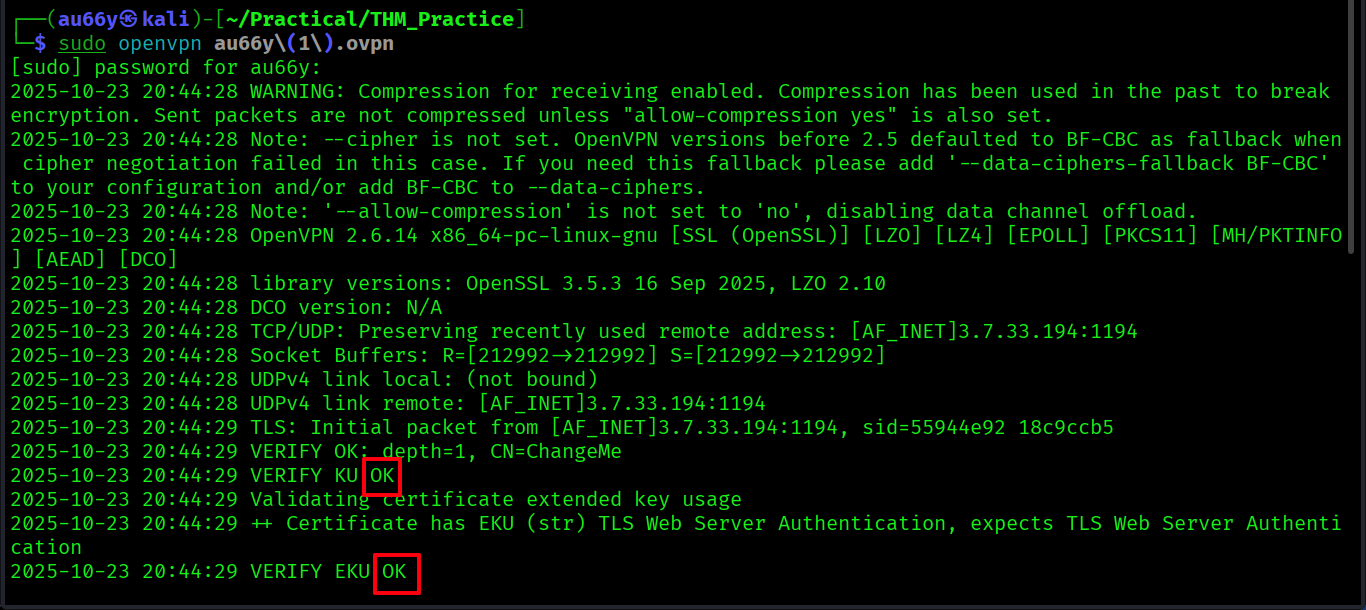 ┌──(au66y㉿kali)-[~/Practical/THM_Practice]
└─$ sudo openvpn au66y\(1\).ovpn
[sudo] password for au66y:
2025-10-23 20:44:28 WARNING: Compression for receiving enabled. Compression has been used in the past to break
encryption. Sent packets are not compressed unless "allow-compression yes" is also set.
2025-10-23 20:44:28 Note: --cipher is not set. OpenVPN versions before 2.5 defaulted to BF-CBC as fallback when
 cipher negotiation failed in this case. If you need this fallback please add '--data-ciphers-fallback BF-CBC'
to your configuration and/or add BF-CBC to --data-ciphers.
2025-10-23 20:44:28 Note: '--allow-compression' is not set to 'no', disabling data channel offload.
2025-10-23 20:44:28 OpenVPN 2.6.14 x86_64-pc-linux-gnu [SSL (OpenSSL)] [LZO] [LZ4] [EPOLL] [PKCS11] [MH/PKTINFO
] [AEAD] [DCO]
2025-10-23 20:44:28 library versions: OpenSSL 3.5.3 16 Sep 2025, LZO 2.10
2025-10-23 20:44:28 DCO version: N/A
2025-10-23 20:44:28 TCP/UDP: Preserving recently used remote address: [AF_INET]3.7.33.194:1194
2025-10-23 20:44:28 Socket Buffers: R=[212992->212992] S=[212992->212992]
2025-10-23 20:44:28 UDPv4 link local: (not bound)
2025-10-23 20:44:28 UDPv4 link remote: [AF_INET]3.7.33.194:1194
2025-10-23 20:44:29 TLS: Initial packet from [AF_INET]3.7.33.194:1194, sid=55944e92 18c9ccb5
2025-10-23 20:44:29 VERIFY OK: depth=1, CN=ChangeMe
2025-10-23 20:44:29 VERIFY KU OK
2025-10-23 20:44:29 Validating certificate extended key usage
2025-10-23 20:44:29 ++ Certificate has EKU (str) TLS Web Server Authentication, expects TLS Web Server Authenti
cation
2025-10-23 20:44:29 VERIFY EKU OK